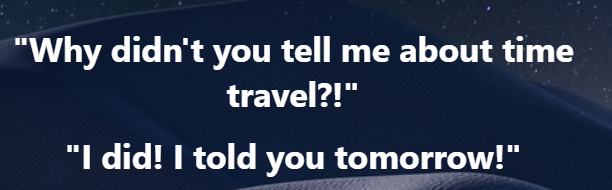 "Why didn't you tell me about time
travel?!"
"I did! I told you tomorrow!"